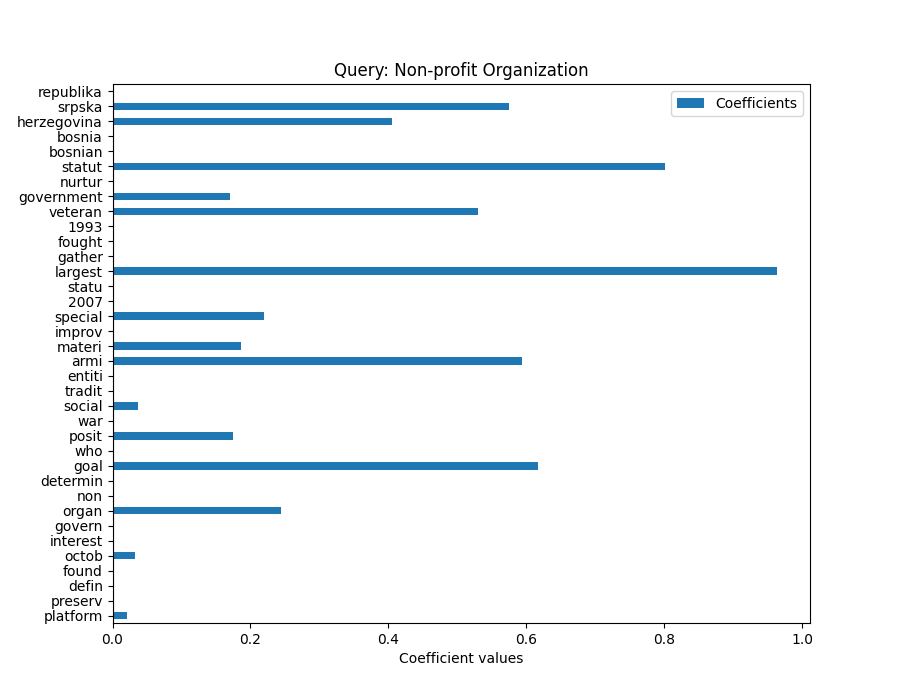 Query: Non-profit Organization
Coefficients
republika
srpska
herzegovina
bosnia
bosnian
statut
nurtur
government
veteran
1993
fought
gather
largest
statu
2007
special
improv
materi
armi
entiti
tradit
social
war
posit
who
goal
determin
non
organ
govern
interest
octob
found
defin
preserv
platform
0.0 0.2 0.4 0.6 0.8 1.0
Coefficient values